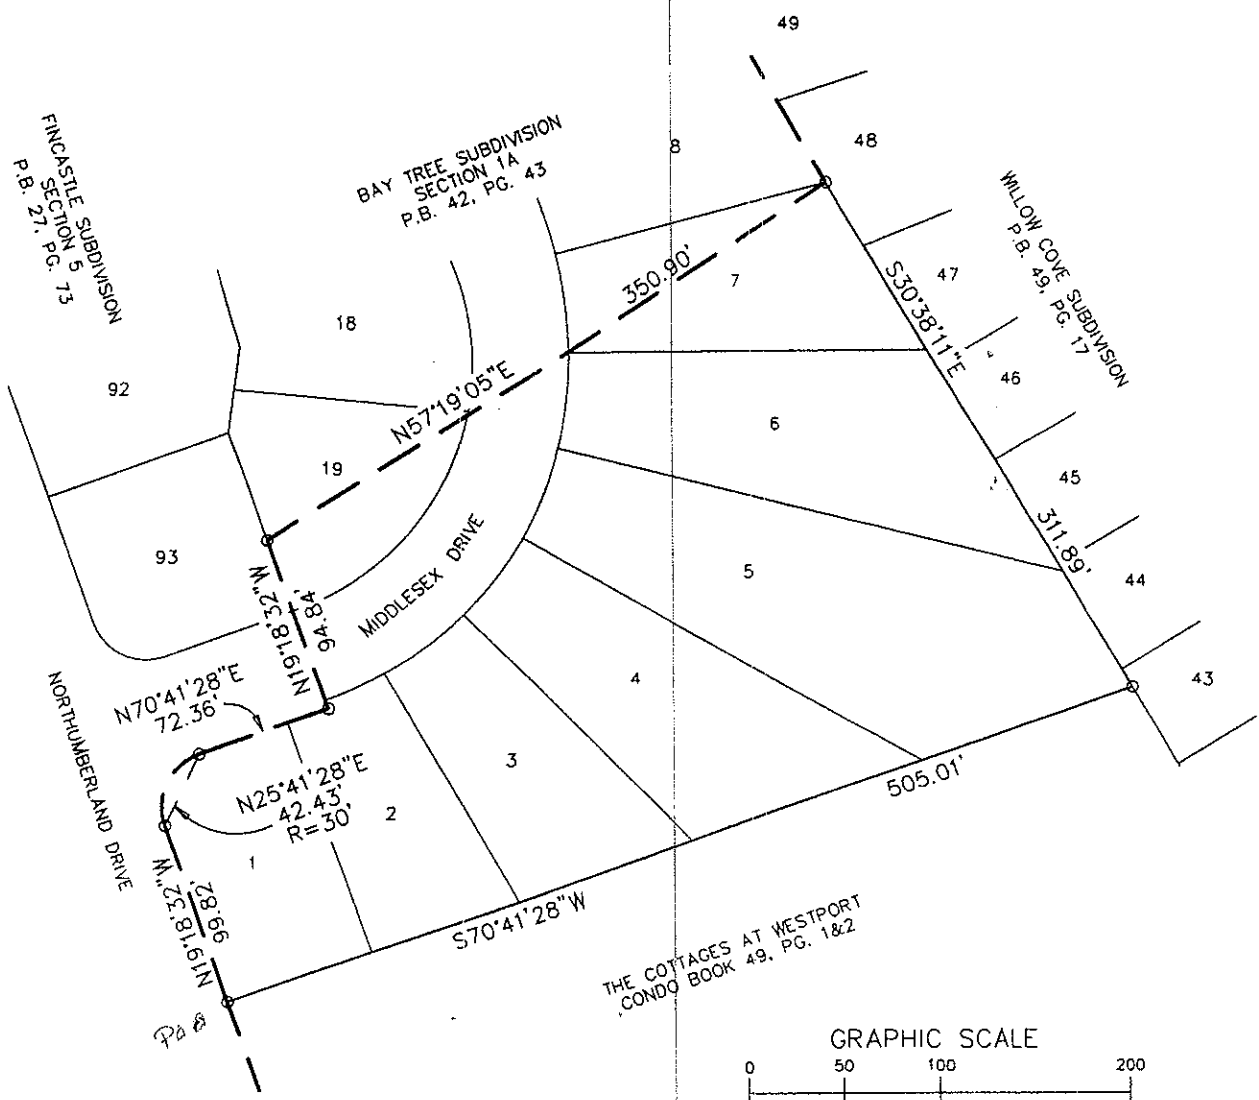 49
8
48
FINCASTLE SUBDIVISION
SECTION 5
P.B. 27, PG. 73
BAY TREE SUBDIVISION
SECTION 1A
P.B. 42, PG. 43
WILLOW COVE SUBDIVISION
P.B. 49, PG. 17
350.90'
7
47
S30°38'11"E
18
N57°19'05"E
92
46
6
19
45
93
311.89'
5
44
MIDDLESEX DRIVE
N19°18'32"W
94.84'
4
43
NORTHUMBERLAND DRIVE
N70°41'28"E
72.36'
3
N25°41'28"E
42.43'
R=30'
505.01'
2
1
N19°18'32"W
99.82'
S70°41'28"W
THE COTTAGES AT WESTPORT
CONDO BOOK 49, PG. 1&2
GRAPHIC SCALE
0 50 100 200